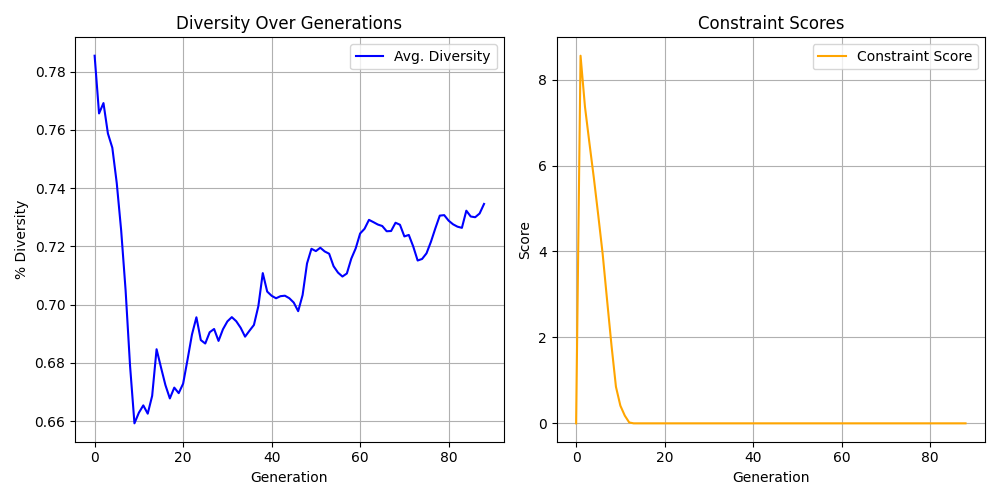 Diversity Over Generations
Avg. Diversity
% Diversity
0.78
0.76
0.74
0.72
0.70
0.68
0.66
0 20 40 60 80
Generation
Constraint Scores
Constraint Score
Score
8
6
4
2
0
0 20 40 60 80
Generation